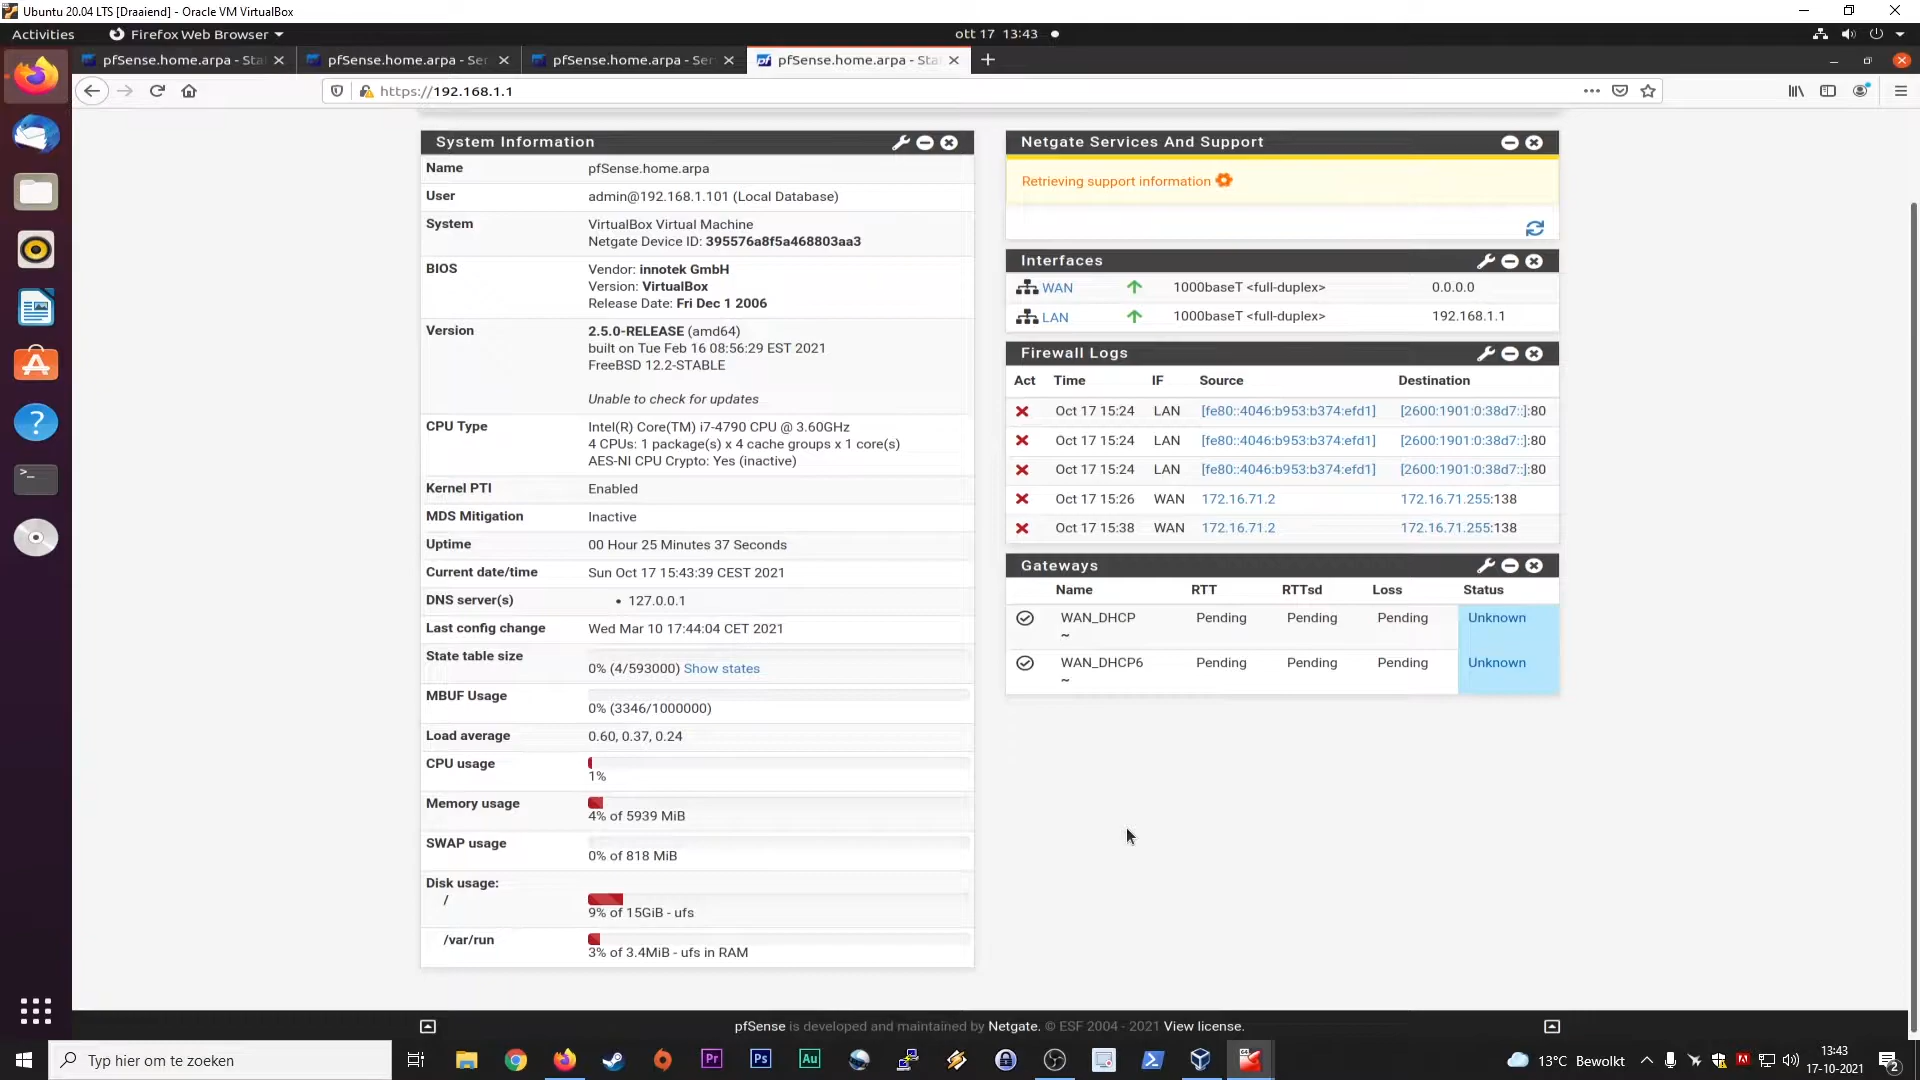 Ubuntu 20.04 LTS [Draaiend] - Oracle VM VirtualBox
Activities
Firefox Web Browser
ott 17 13:43
pfSense.home.arpa - Sta
pfSense.home.arpa - Ser
pfSense.home.arpa - Ser
pfSense.home.arpa - Sta
https://192.168.1.1
System Information
Name pfSense.home.arpa
User admin@192.168.1.101 (Local Database)
System VirtualBox Virtual Machine
Netgate Device ID: 395576a8f5a468803aa3
BIOS Vendor: innotek GmbH
Version: VirtualBox
Release Date: Fri Dec 1 2006
Version 2.5.0-RELEASE (amd64)
built on Tue Feb 16 08:56:29 EST 2021
FreeBSD 12.2-STABLE
Unable to check for updates
CPU Type Intel(R) Core(TM) i7-4790 CPU @ 3.60GHz
4 CPUs: 1 package(s) x 4 cache groups x 1 core(s)
AES-NI CPU Crypto: Yes (inactive)
Kernel PTI Enabled
MDS Mitigation Inactive
Uptime 00 Hour 25 Minutes 37 Seconds
Current date/time Sun Oct 17 15:43:39 CEST 2021
DNS server(s) • 127.0.0.1
Last config change Wed Mar 10 17:44:04 CET 2021
State table size
0% (4/593000) Show states
MBUF Usage
0% (3346/1000000)
Load average 0.60, 0.37, 0.24
CPU usage
1%
Memory usage
4% of 5939 MiB
SWAP usage
0% of 818 MiB
Disk usage:
/
9% of 15GiB - ufs
/var/run
3% of 3.4MiB - ufs in RAM
Netgate Services And Support
Retrieving support information
Interfaces
WAN 1000baseT <full-duplex> 0.0.0.0
LAN 1000baseT <full-duplex> 192.168.1.1
Firewall Logs
Act Time IF Source Destination
Oct 17 15:24 LAN [fe80::4046:b953:b374:efd1] [2600:1901:0:38d7::]:80
Oct 17 15:24 LAN [fe80::4046:b953:b374:efd1] [2600:1901:0:38d7::]:80
Oct 17 15:24 LAN [fe80::4046:b953:b374:efd1] [2600:1901:0:38d7::]:80
Oct 17 15:26 WAN 172.16.71.2 172.16.71.255:138
Oct 17 15:38 WAN 172.16.71.2 172.16.71.255:138
Gateways
Name RTT RTTsd Loss Status
WAN_DHCP Pending Pending Pending Unknown
~
WAN_DHCP6 Pending Pending Pending Unknown
~
pfSense is developed and maintained by Netgate. © ESF 2004 - 2021 View license.
Typ hier om te zoeken
Pr
Ps
Au
13°C Bewolkt
13:43
17-10-2021
2